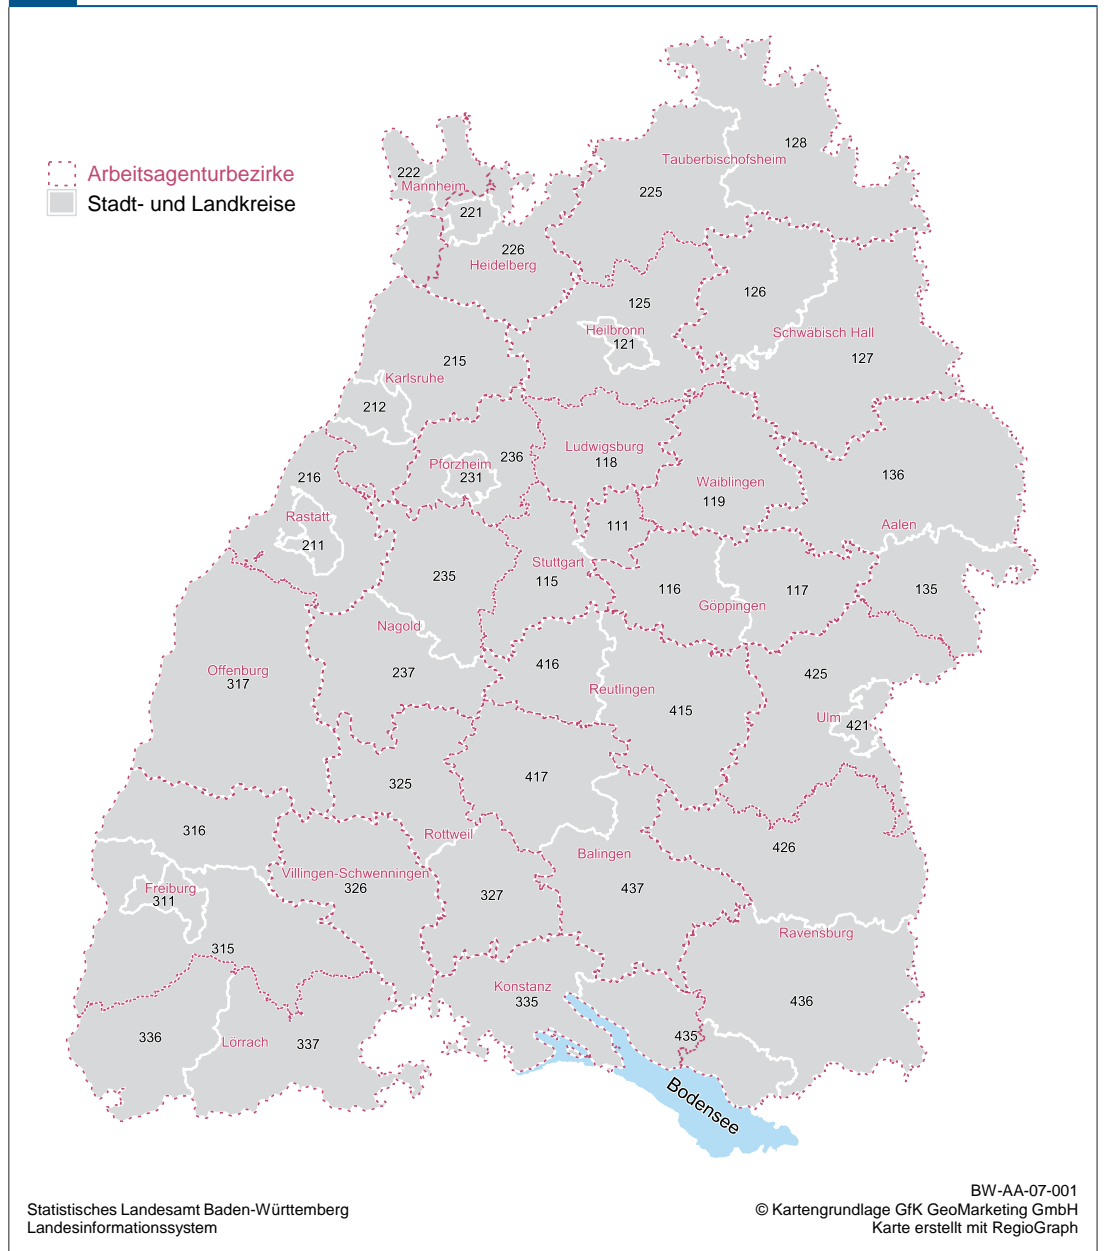 Arbeitsagenturbezirke
Stadt- und Landkreise
128
Tauberbischofsheim
222
Mannheim
225
221
226
Heidelberg
126
125
Heilbronn
121
Schwäbisch Hall
127
215
Karlsruhe
212
Ludwigsburg
118
236
Pforzheim
231
216
136
Waiblingen
119
Rastatt
211
111
Aalen
Stuttgart
115
235
116
117
135
Göppingen
Nagold
416
237
Offenburg
317
425
Reutlingen
415
Ulm
421
417
325
316
Rottweil
426
Balingen
437
Villingen-Schwenningen
326
Freiburg
311
327
Ravensburg
315
Konstanz
335
436
336
Lörrach
337
435
Bodensee
BW-AA-07-001
Statistisches Landesamt Baden-Württemberg
© Kartengrundlage GfK GeoMarketing GmbH
Landesinformationssystem
Karte erstellt mit RegioGraph